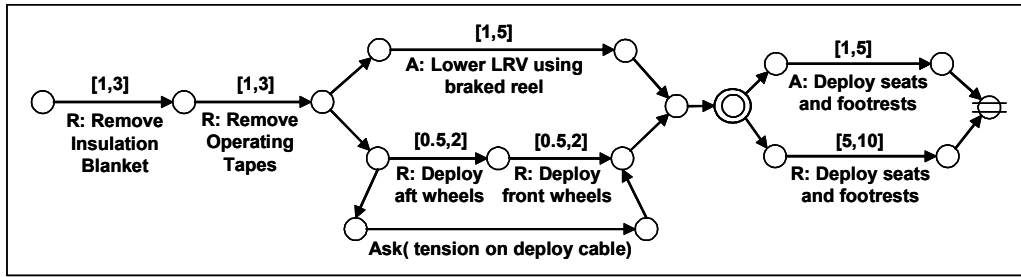 [1,3]
R: Remove
Insulation
Blanket
[1,3]
R: Remove
Operating
Tapes
[1,5]
A: Lower LRV using
braked reel
[0.5,2]
R: Deploy
aft wheels
[0.5,2]
R: Deploy
front wheels
Ask( tension on deploy cable)
[1,5]
A: Deploy seats
and footrests
[5,10]
R: Deploy seats
and footrests